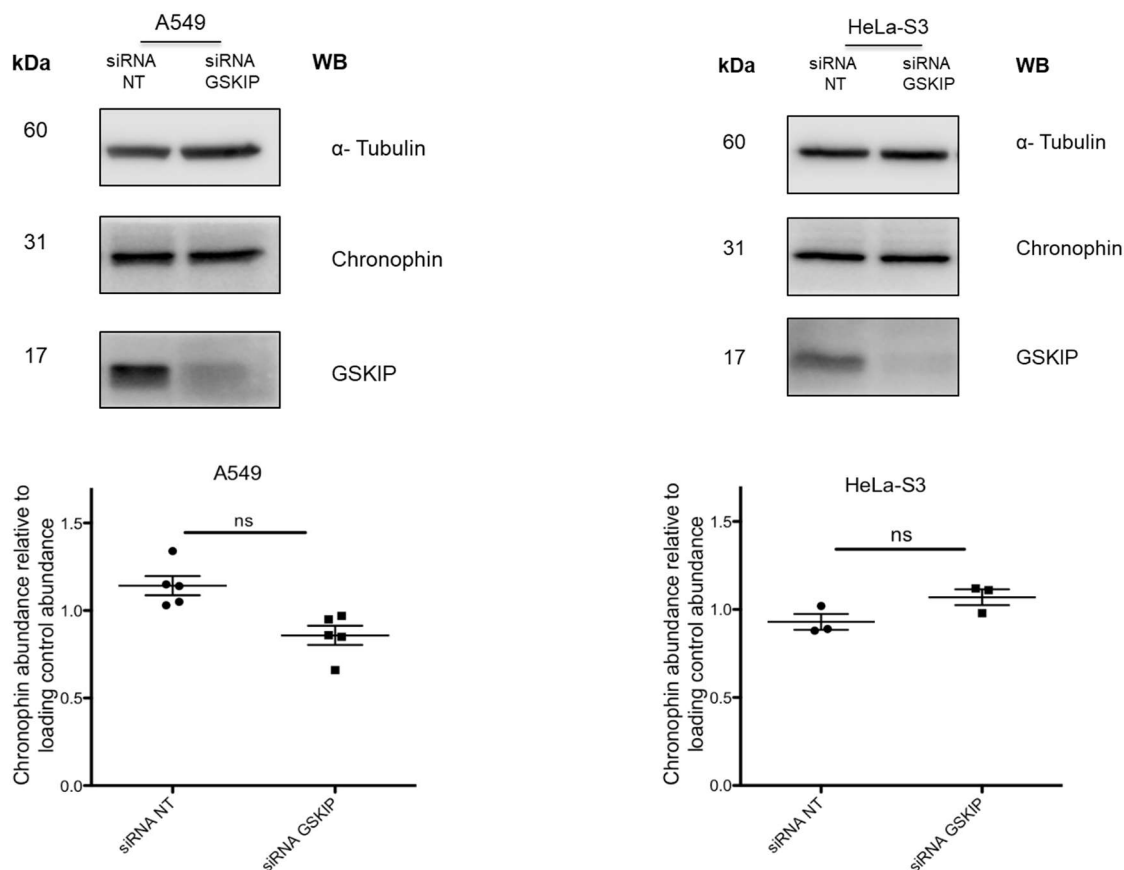 A549
kDa
siRNA
NT
siRNA
GSKIP
WB
60
α- Tubulin
31
Chronophin
17
GSKIP
HeLa-S3
kDa
siRNA
NT
siRNA
GSKIP
WB
60
α- Tubulin
31
Chronophin
17
GSKIP
A549
Chronophin abundance relative to
loading control abundance
1.5
1.0
0.5
0.0
ns
siRNA NT
siRNA GSKIP
HeLa-S3
Chronophin abundance relative to
loading control abundance
1.5
1.0
0.5
0.0
ns
siRNA NT
siRNA GSKIP